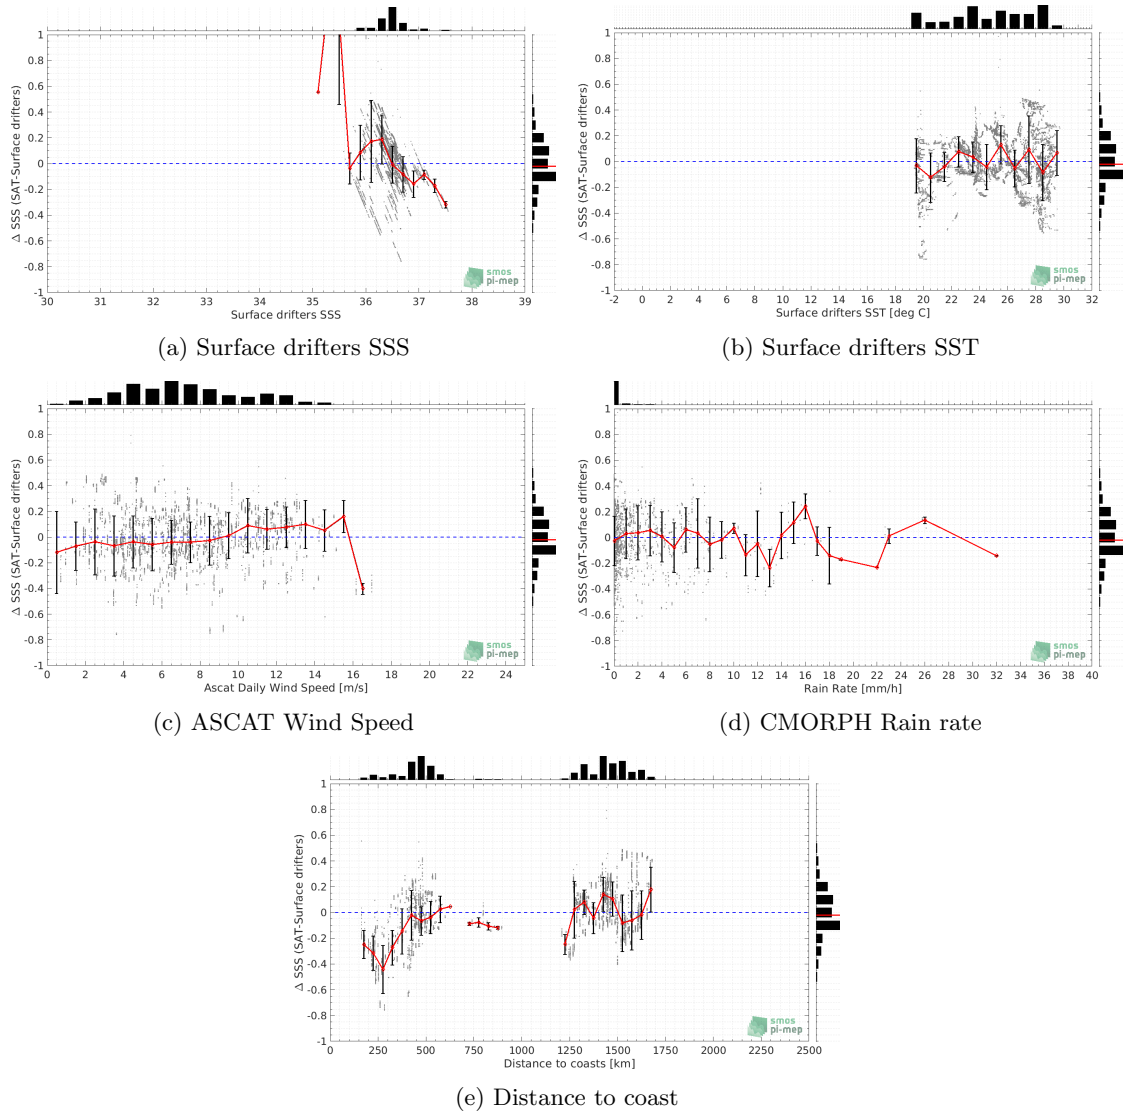 1
0.8
0.6
0.4
0.2
0
-0.2
-0.4
-0.6
-0.8
-1
Δ SSS (SAT-Surface drifters)
30 31 32 33 34 35 36 37 38 39
Surface drifters SSS
smos
pi-mep
(a) Surface drifters SSS
1
0.8
0.6
0.4
0.2
0
-0.2
-0.4
-0.6
-0.8
-1
Δ SSS (SAT-Surface drifters)
-2 0 2 4 6 8 10 12 14 16 18 20 22 24 26 28 30 32
Surface drifters SST [deg C]
smos
pi-mep
(b) Surface drifters SST
1
0.8
0.6
0.4
0.2
0
-0.2
-0.4
-0.6
-0.8
-1
Δ SSS (SAT-Surface drifters)
0 2 4 6 8 10 12 14 16 18 20 22 24
Ascat Daily Wind Speed [m/s]
smos
pi-mep
(c) ASCAT Wind Speed
1
0.8
0.6
0.4
0.2
0
-0.2
-0.4
-0.6
-0.8
-1
Δ SSS (SAT-Surface drifters)
0 2 4 6 8 10 12 14 16 18 20 22 24 26 28 30 32 34 36 38 40
Rain Rate [mm/h]
smos
pi-mep
(d) CMORPH Rain rate
1
0.8
0.6
0.4
0.2
0
-0.2
-0.4
-0.6
-0.8
-1
Δ SSS (SAT-Surface drifters)
0 250 500 750 1000 1250 1500 1750 2000 2250 2500
Distance to coasts [km]
smos
pi-mep
(e) Distance to coast